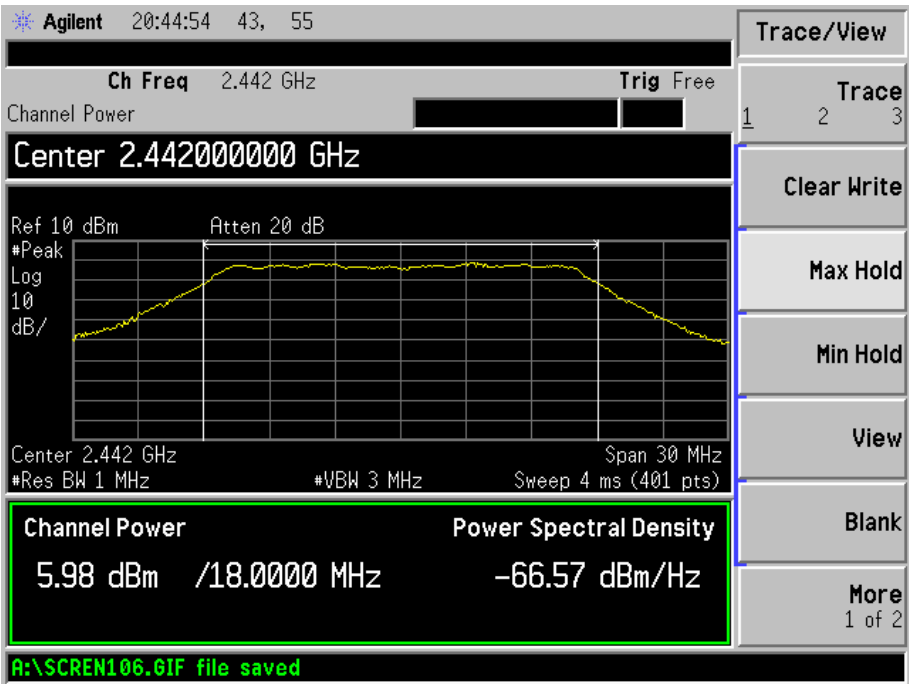 Agilent 20:44:54 43, 55
Trace/View
Ch Freq 2.442 GHz Trig Free
Channel Power
Trace
1 2 3
Center 2.442000000 GHz
Clear Write
Ref 10 dBm Atten 20 dB
#Peak
Log
10
dB/
Max Hold
Min Hold
View
Center 2.442 GHz Span 30 MHz
#Res BW 1 MHz #VBW 3 MHz Sweep 4 ms (401 pts)
Blank
Channel Power Power Spectral Density
5.98 dBm /18.0000 MHz -66.57 dBm/Hz
More
1 of 2
A:\SCREN106.GIF file saved